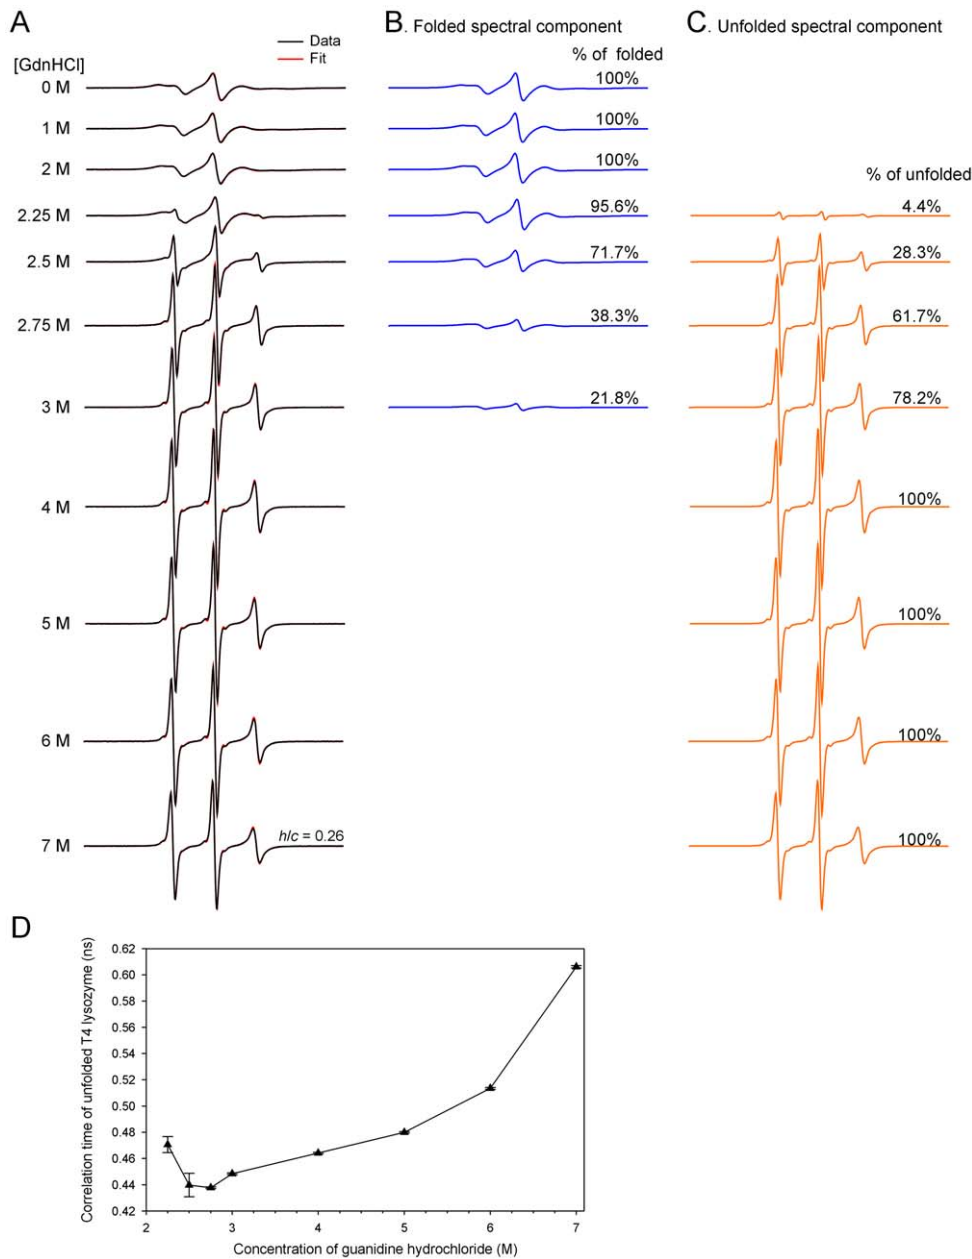 A
B. Folded spectral component
C. Unfolded spectral component
Data
Fit
[GdnHCl]
% of folded
0 M
100%
1 M
100%
2 M
100%
% of unfolded
2.25 M
95.6%
4.4%
2.5 M
71.7%
28.3%
2.75 M
38.3%
61.7%
3 M
21.8%
78.2%
4 M
100%
5 M
100%
6 M
100%
7 M
h/c = 0.26
100%
D
Correlation time of unfolded T4 lysozyme (ns)
0.62
0.60
0.58
0.56
0.54
0.52
0.50
0.48
0.46
0.44
0.42
2 3 4 5 6 7
Concentration of guanidine hydrochloride (M)